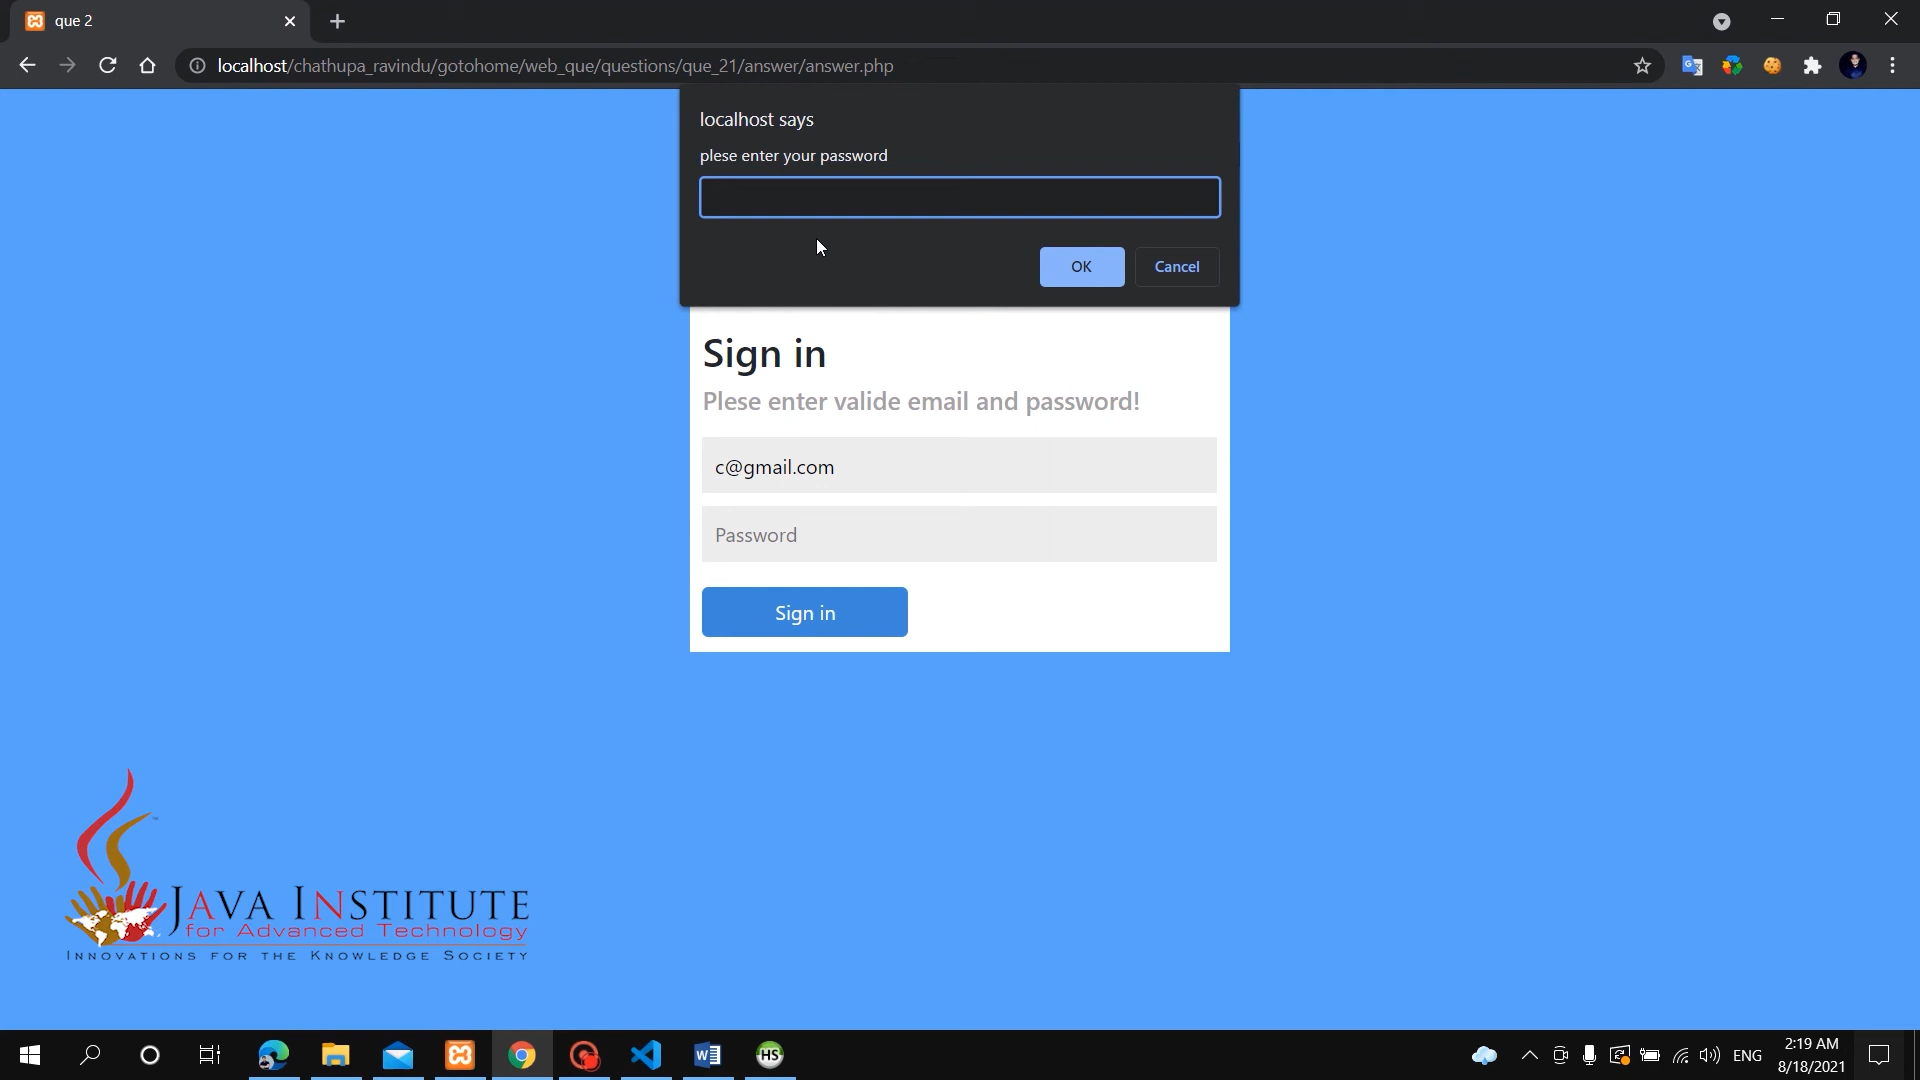 que 2
localhost/chathupa_ravindu/gotohome/web_que/questions/que_21/answer/answer.php
localhost says
plese enter your password
OK
Cancel
Sign in
Plese enter valide email and password!
c@gmail.com
Password
Sign in
JAVA INSTITUTE
for Advanced Technology
INNOVATIONS FOR THE KNOWLEDGE SOCIETY
HS
ENG
2:19 AM
8/18/2021